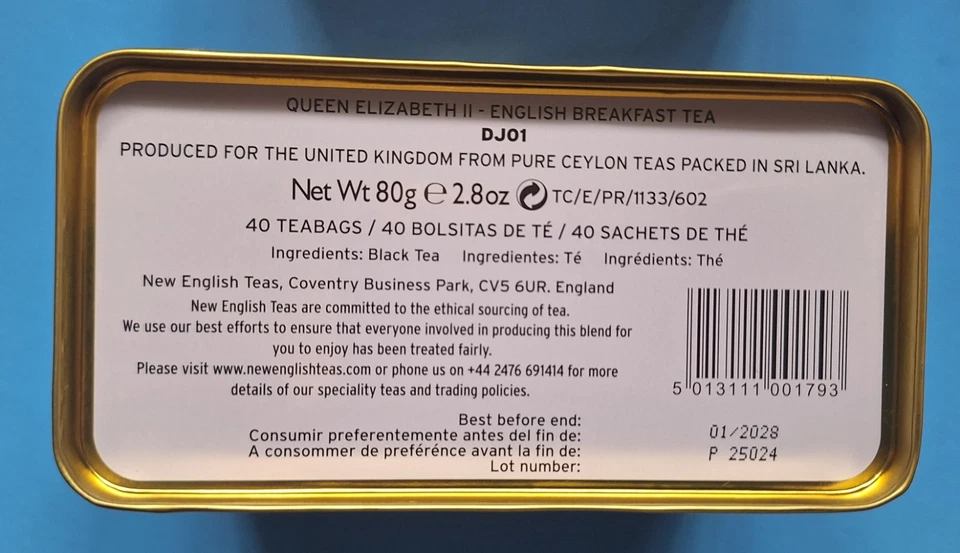 QUEEN ELIZABETH II - ENGLISH BREAKFAST TEA
DJ01
PRODUCED FOR THE UNITED KINGDOM FROM PURE CEYLON TEAS PACKED IN SRI LANKA.
Net Wt 80g ℮ 2.8oz TC/E/PR/1133/602
40 TEABAGS / 40 BOLSITAS DE TÉ / 40 SACHETS DE THÉ
Ingredients: Black Tea Ingredientes: Té Ingrédients: Thé
New English Teas, Coventry Business Park, CV5 6UR. England
New English Teas are committed to the ethical sourcing of tea.
We use our best efforts to ensure that everyone involved in producing this blend for
you to enjoy has been treated fairly.
Please visit www.newenglishteas.com or phone us on +44 2476 691414 for more
details of our speciality teas and trading policies.
5 013111 001793
Best before end:
Consumir preferentemente antes del fin de: 01/2028
A consommer de preférénce avant la fin de: P 25024
Lot number: